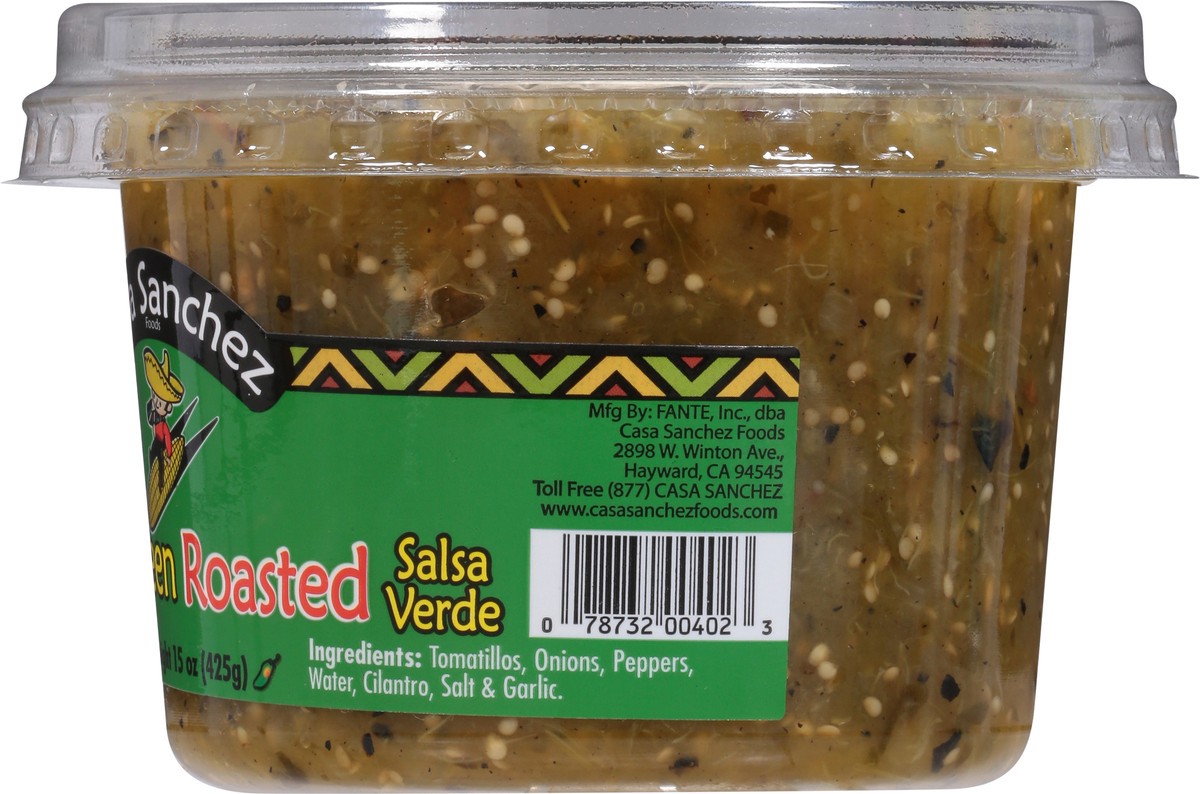 Sanchez
Foods
Mfg By: FANTE, Inc., dba
Casa Sanchez Foods
2898 W. Winton Ave.,
Hayward, CA 94545
Toll Free (877) CASA SANCHEZ
www.casasanchezfoods.com
Roasted Salsa
Verde
0 78732 00402 3
15 oz (425g)
Ingredients: Tomatillos, Onions, Peppers,
Water, Cilantro, Salt & Garlic.